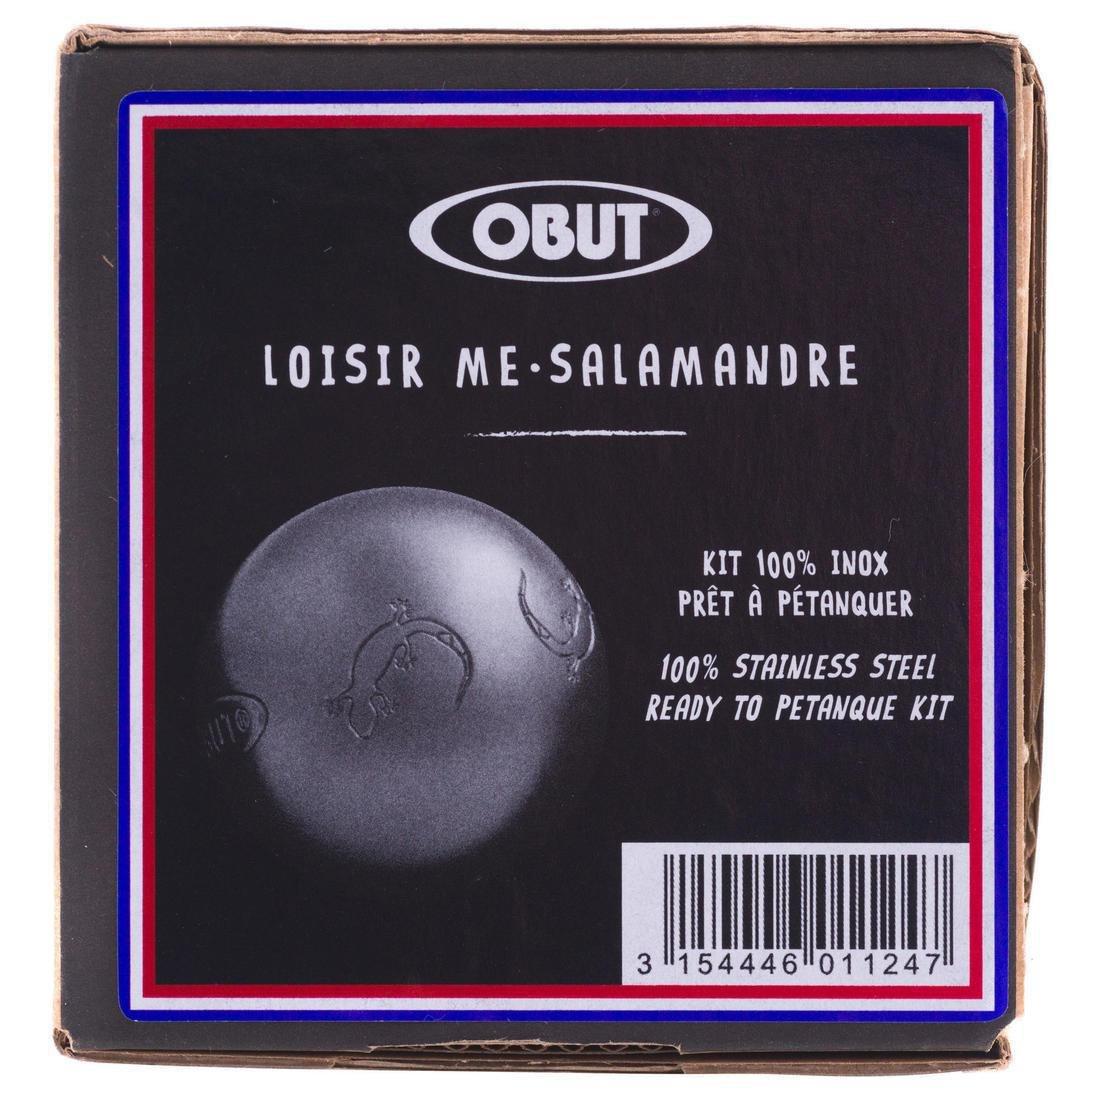 OBUT®
LOISIR ME·SALAMANDRE
KIT 100% INOX
PRÊT À PÉTANQUER
100% STAINLESS STEEL
READY TO PETANQUE KIT
3 154446 011247